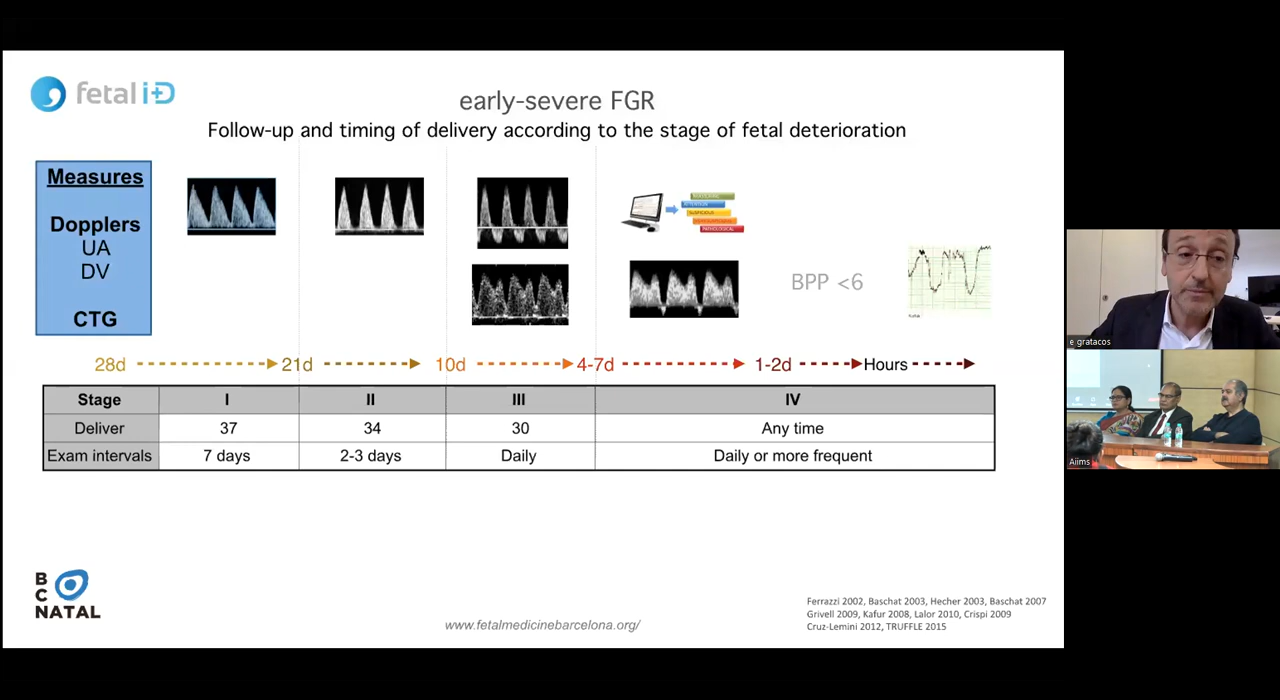 fetal i+D
early-severe FGR
Follow-up and timing of delivery according to the stage of fetal deterioration
Measures
Dopplers
UA
DV
CTG
PATHOLOGICAL
BPP <6
28d
21d
10d
4-7d
1-2d
Hours
Stage I II III IV
Deliver 37 34 30 Any time
Exam intervals 7 days 2-3 days Daily Daily or more frequent
B
C
NATAL
www.fetalmedicinebarcelona.org/
Ferrazzi 2002, Baschat 2003, Hecher 2003, Baschat 2007
Grivell 2009, Kafur 2008, Lalor 2010, Crispi 2009
Cruz-Lemini 2012, TRUFFLE 2015
e gratacos
Aiims